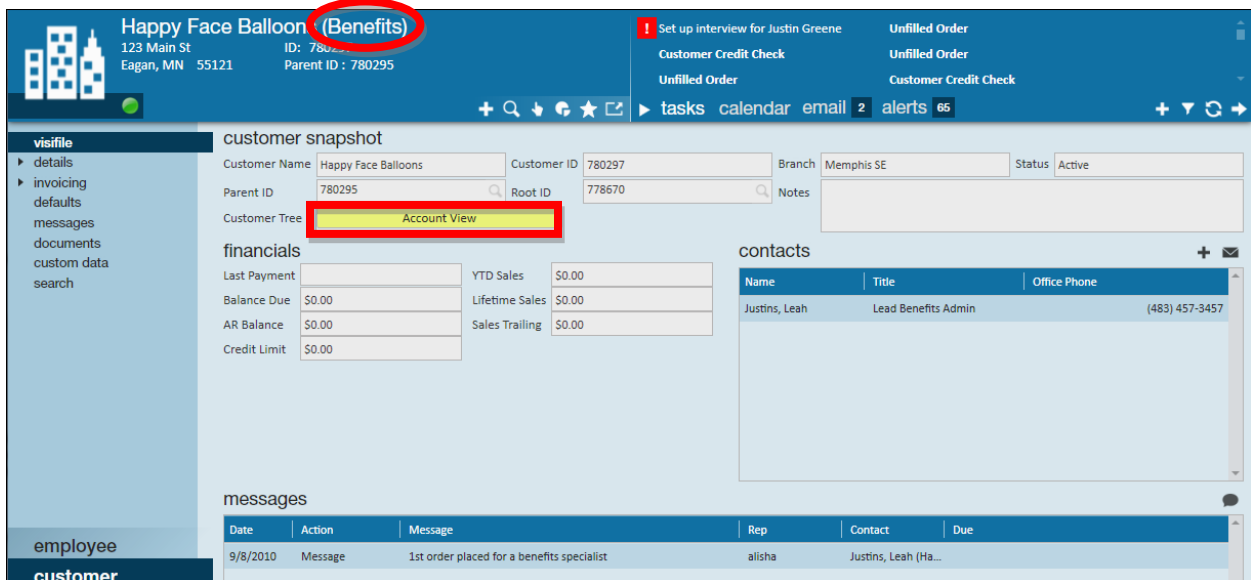 Happy Face Balloons (Benefits)
123 Main St ID:
Eagan, MN 55121 Parent ID : 780295
! Set up interview for Justin Greene Unfilled Order
Customer Credit Check Unfilled Order
Unfilled Order Customer Credit Check
tasks calendar email 2 alerts 65
visifile
details
invoicing
defaults
messages
documents
custom data
search
employee
customer
customer snapshot
Customer Name Happy Face Balloons Customer ID 780297 Branch Memphis SE Status Active
Parent ID 780295 Root ID 778670 Notes
Customer Tree Account View
financials
Last Payment YTD Sales $0.00
Balance Due $0.00 Lifetime Sales $0.00
AR Balance $0.00 Sales Trailing $0.00
Credit Limit $0.00
contacts
Name Title Office Phone
Justins, Leah Lead Benefits Admin (483) 457-3457
messages
Date Action Message Rep Contact Due
9/8/2010 Message 1st order placed for a benefits specialist alisha Justins, Leah (Ha...